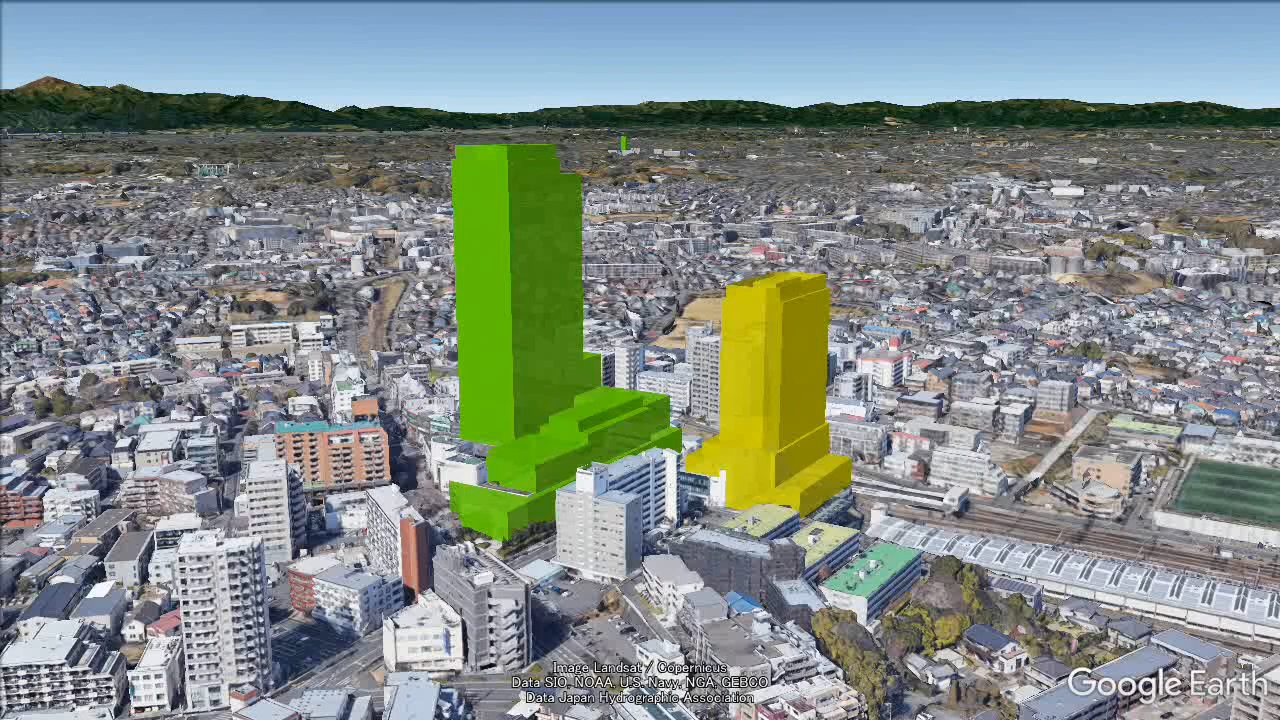 Image Landsat / Copernicus
Data SIO, NOAA, U.S. Navy, NGA, GEBCO
Data Japan Hydrographic Association
Google Earth